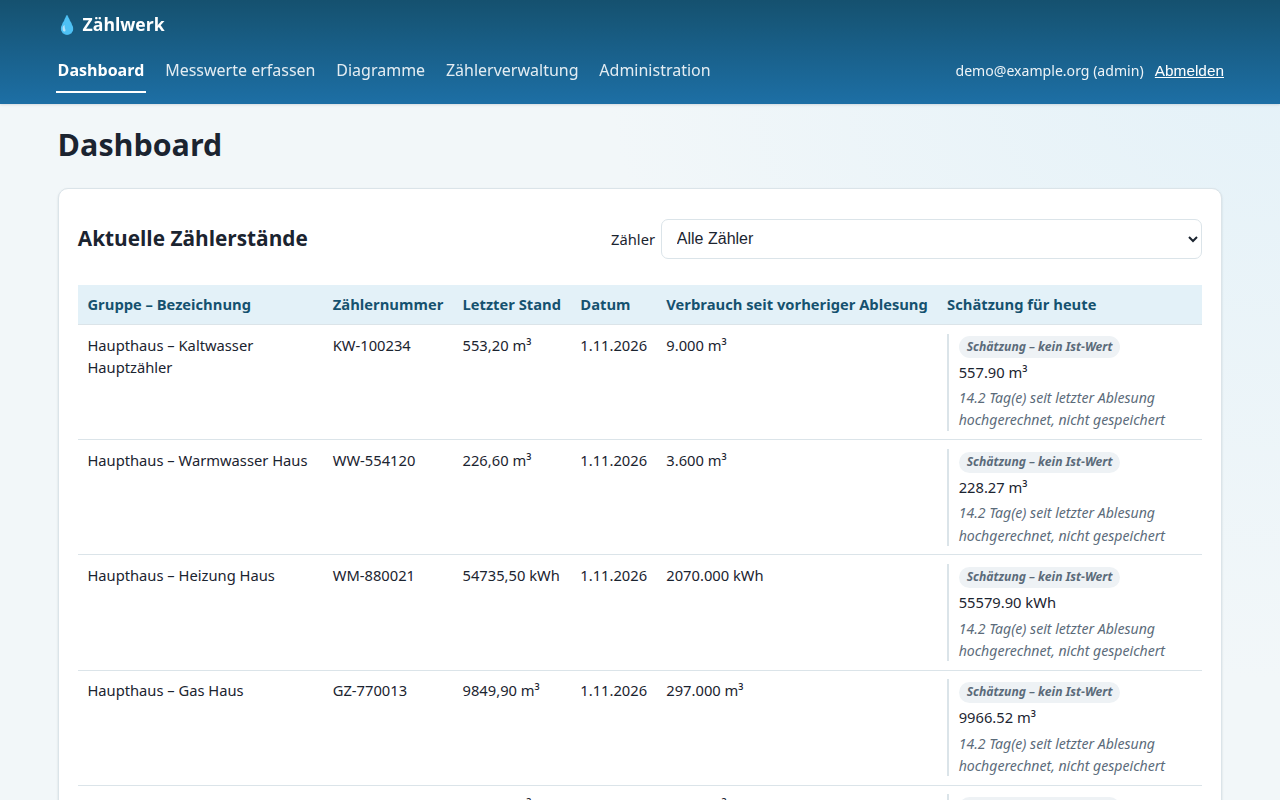 💧 Zählwerk
Dashboard Messwerte erfassen Diagramme Zählerverwaltung Administration demo@example.org (admin) Abmelden
Dashboard
Aktuelle Zählerstände Zähler Alle Zähler
Gruppe – Bezeichnung Zählernummer Letzter Stand Datum Verbrauch seit vorheriger Ablesung Schätzung für heute
Haupthaus – Kaltwasser Hauptzähler KW-100234 553,20 m³ 1.11.2026 9.000 m³ Schätzung – kein Ist-Wert
557.90 m³
14.2 Tag(e) seit letzter Ablesung
hochgerechnet, nicht gespeichert
Haupthaus – Warmwasser Haus WW-554120 226,60 m³ 1.11.2026 3.600 m³ Schätzung – kein Ist-Wert
228.27 m³
14.2 Tag(e) seit letzter Ablesung
hochgerechnet, nicht gespeichert
Haupthaus – Heizung Haus WM-880021 54735,50 kWh 1.11.2026 2070.000 kWh Schätzung – kein Ist-Wert
55579.90 kWh
14.2 Tag(e) seit letzter Ablesung
hochgerechnet, nicht gespeichert
Haupthaus – Gas Haus GZ-770013 9849,90 m³ 1.11.2026 297.000 m³ Schätzung – kein Ist-Wert
9966.52 m³
14.2 Tag(e) seit letzter Ablesung
hochgerechnet, nicht gespeichert